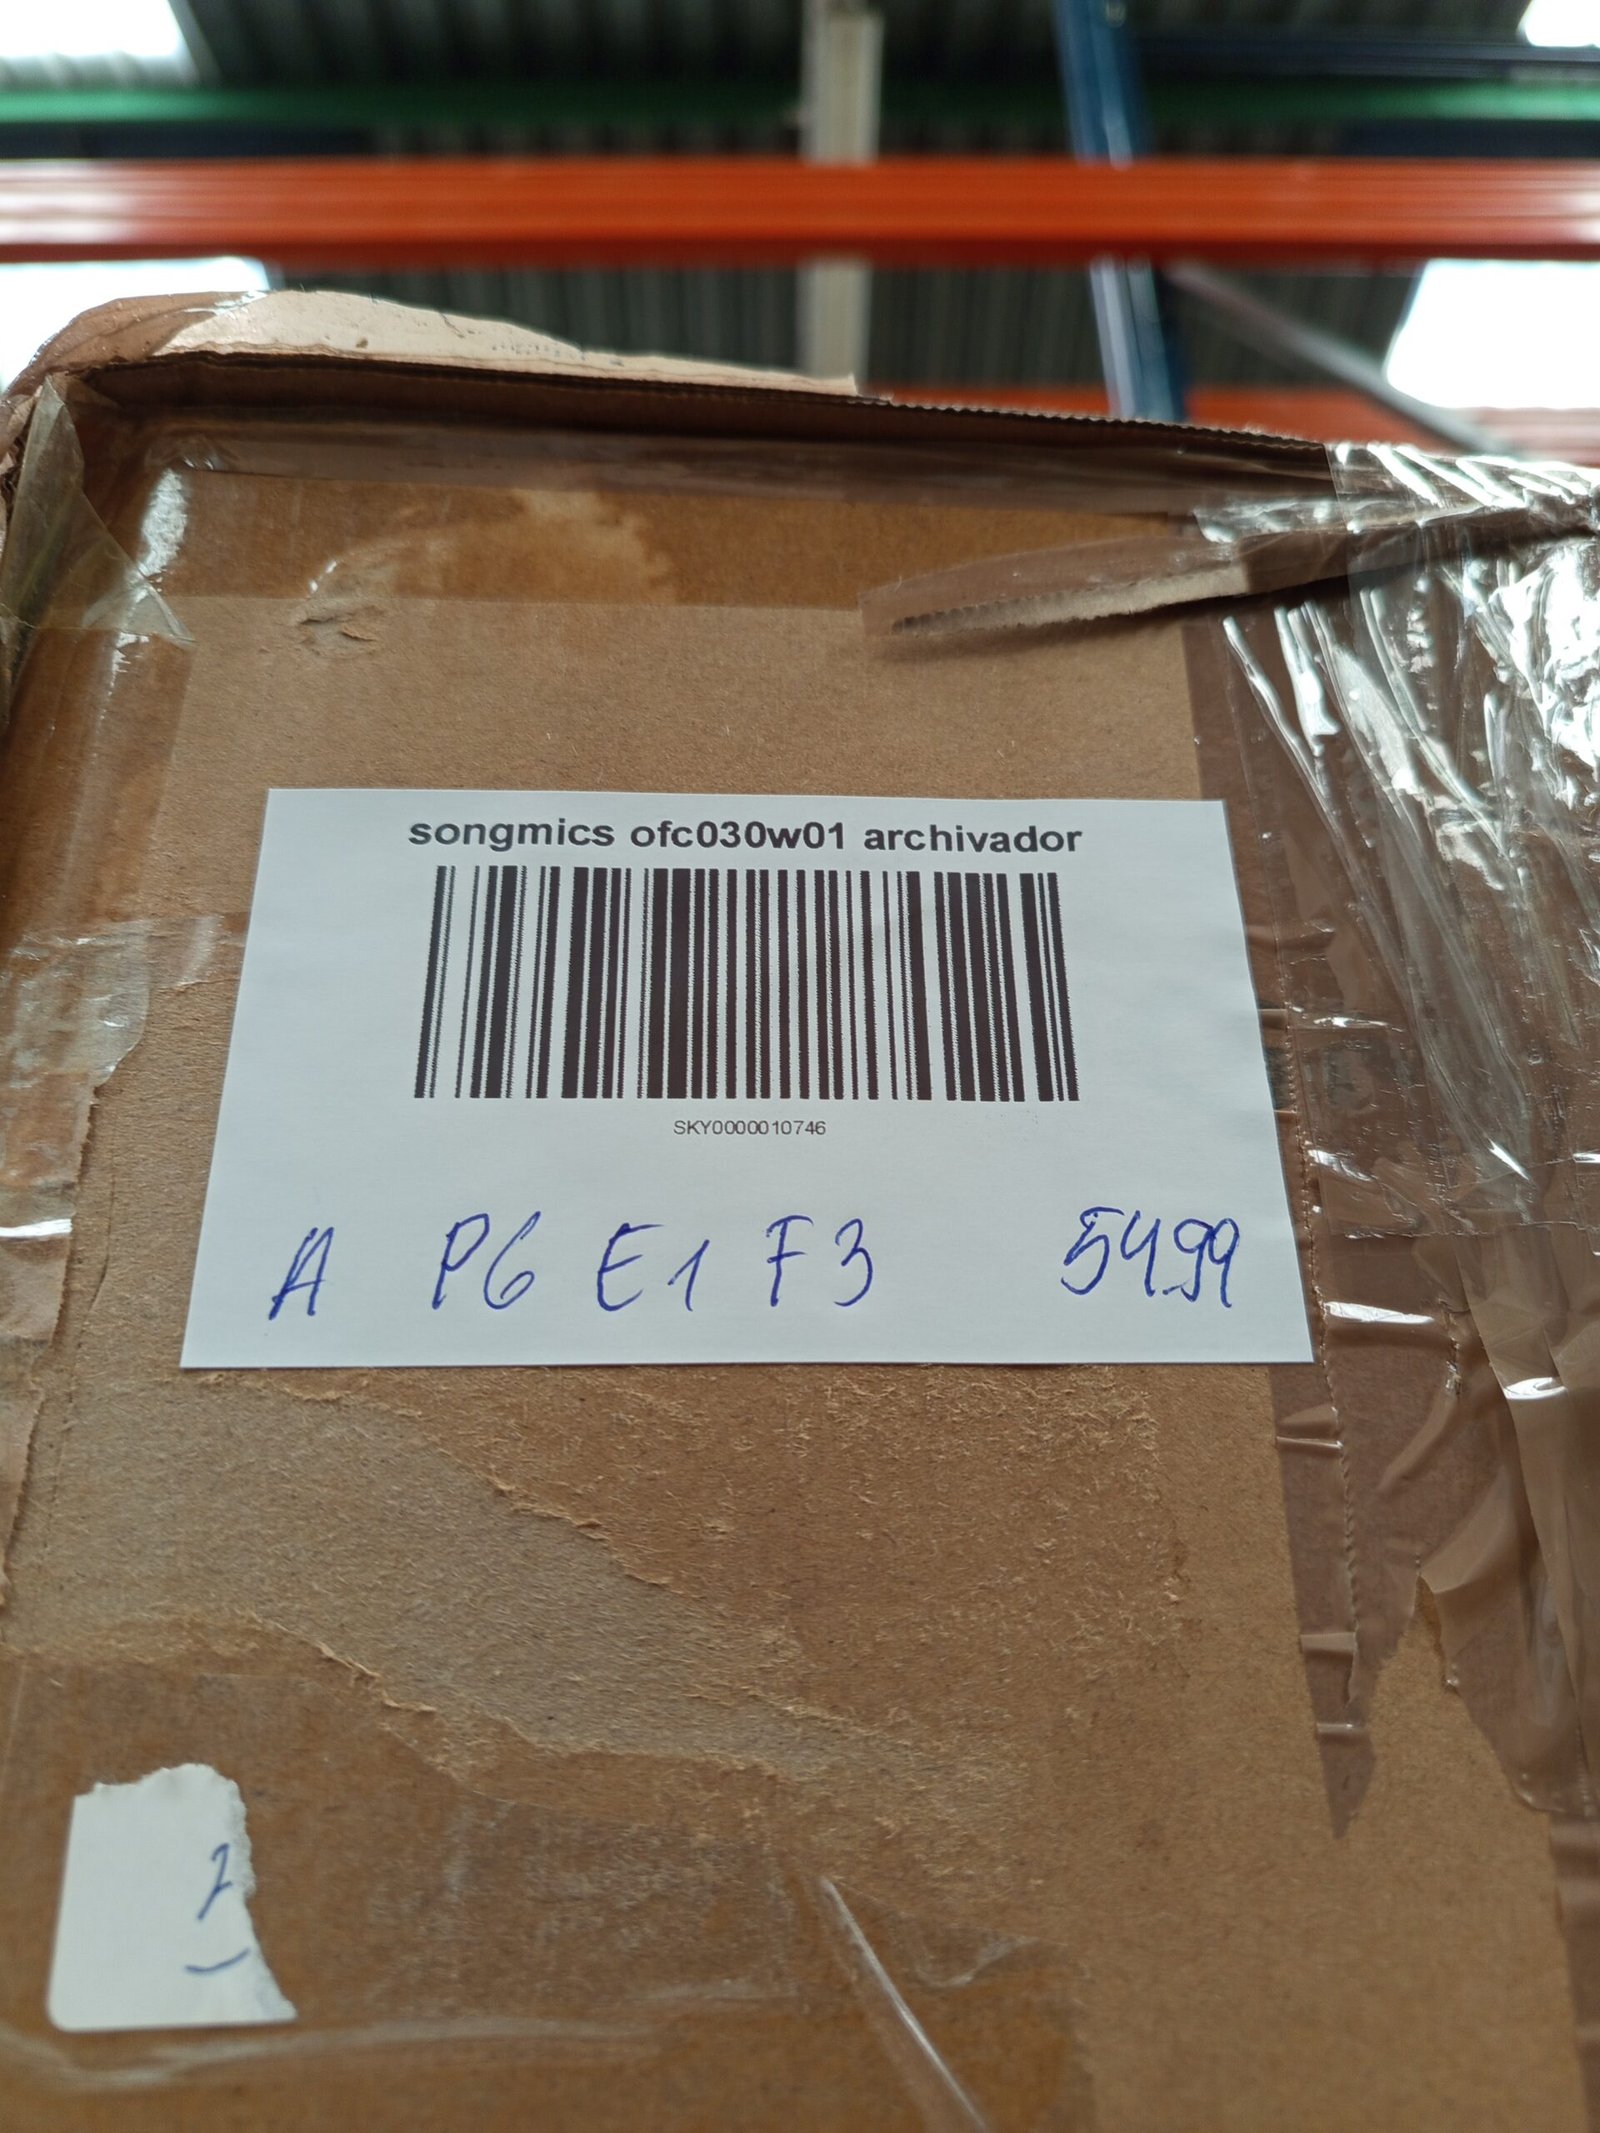 songmics ofc030w01 archivador
SKY0000010746
A P6 E1 F3 54.99